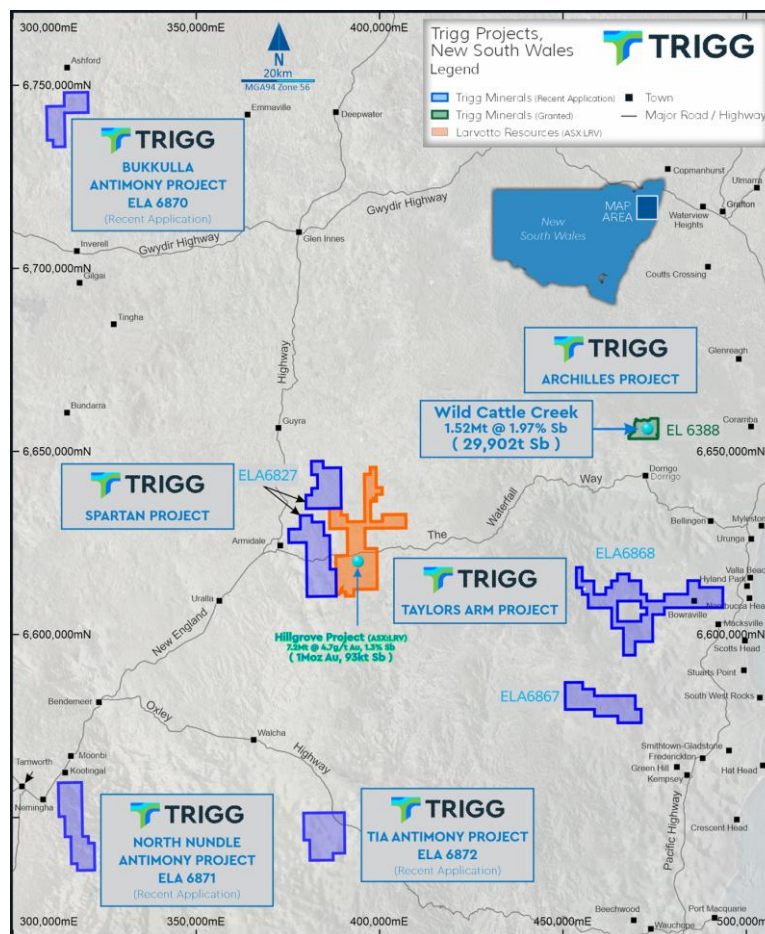 300,000mE
350,000mE
400,000mE
Trigg Projects,
New South Wales
TRIGG
Legend
Trigg Minerals (Recent Application)
Trigg Minerals (Granted)
Larvotto Resources (ASX:LRV)
Town
Major Road / Highway
N
20km
MGA94 Zone 56
Ashford
6,750,000mN
Emmaville
Deepwater
TRIGG
BUKKULLA
ANTIMONY PROJECT
ELA 6870
(Recent Application)
Copmanhurst
Ulmarra
Grafton
Waterview
Heights
MAP
AREA
New
South Wales
Gwydir Highway
Glen Innes
Inverell
Gwydir Highway
6,700,000mN
Gilgai
Coutts Crossing
Tingha
Highway
TRIGG
ARCHILLES PROJECT
Glenreagh
Bundarra
Guyra
Wild Cattle Creek
1.52Mt @ 1.97% Sb
( 29,902t Sb )
EL 6388
Coramba
6,650,000mN
6,650,000mN
ELA6827
TRIGG
SPARTAN PROJECT
Dorrigo
Dorrigo
The
Waterfall
Way
Armidale
Bellingen
Myleston
Urunga
ELA6868
TRIGG
TAYLORS ARM PROJECT
Valla Beac
Hyland Park
Nambucca Hea
Bowraville
Macksville
Uralla
6,600,000mN
New England
Hillgrove Project (ASX:LRV)
7.2Mt @ 4.7g/t Au, 1.3% Sb
( 1Moz Au, 93kt Sb )
6,600,000mN
Scotts Head
Stuarts Point
ELA6867
South West Rocks
Bendemeer
Oxley
Highway
Walcha
Moonbi
Tamworth
Kootingal
Nemingha
Smithtown-Gladstone
Frederickton
Green Hill
Kempsey
Hat Head
Pacific Highway
Crescent Head
TRIGG
NORTH NUNDLE
ANTIMONY PROJECT
ELA 6871
(Recent Application)
TRIGG
TIA ANTIMONY PROJECT
ELA 6872
(Recent Application)
Beechwood
Port Macquarie
Wauchope
300,000mE
350,000mE
400,000mE
450,000mE
500,000mE